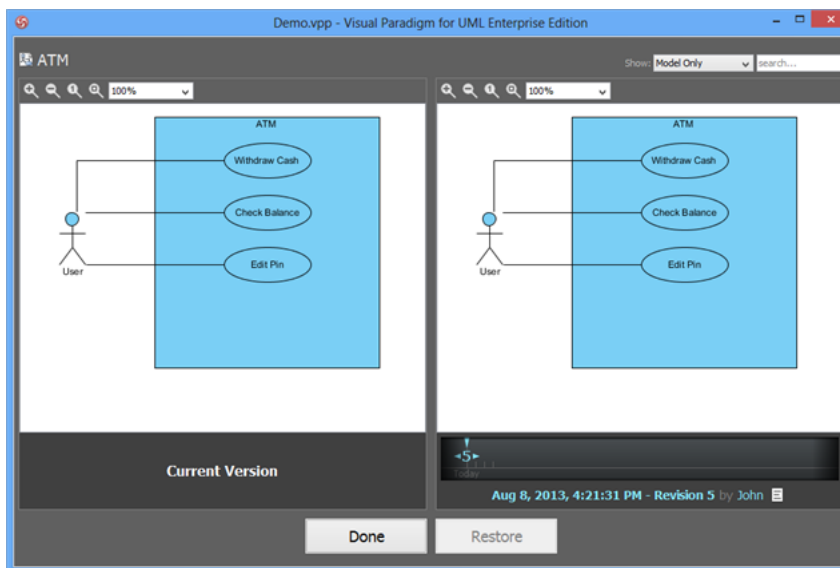 Demo.vpp - Visual Paradigm for UML Enterprise Edition
ATM
Show: Model Only
search...
100%
100%
ATM
Withdraw Cash
Check Balance
Edit Pin
User
ATM
Withdraw Cash
Check Balance
Edit Pin
User
Current Version
5
Today
Aug 8, 2013, 4:21:31 PM - Revision 5 by John
Done
Restore